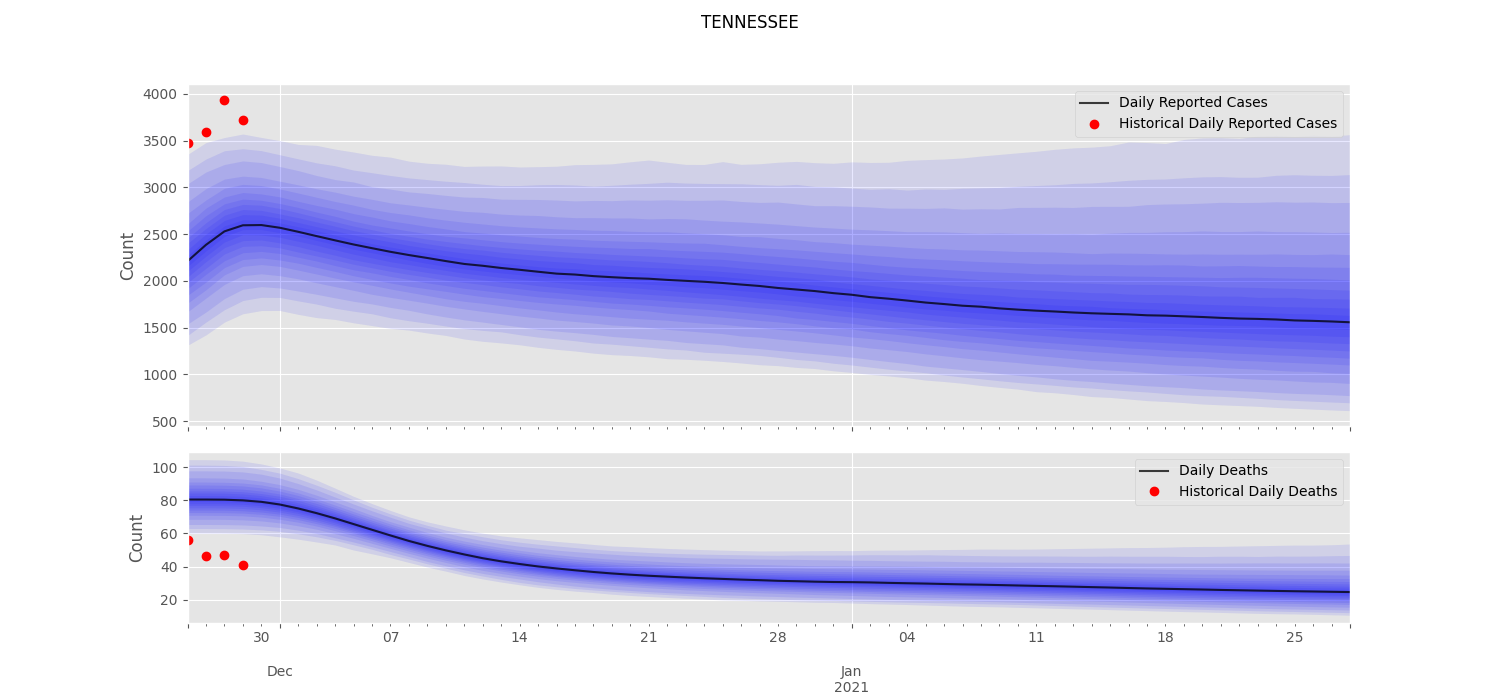 TENNESSEE
4000
3500
3000
2500
2000
1500
1000
500
Count
Daily Reported Cases
Historical Daily Reported Cases
100
80
60
40
20
Count
Daily Deaths
Historical Daily Deaths
30 07 14 21 28 04 11 18 25
Dec Jan
2021